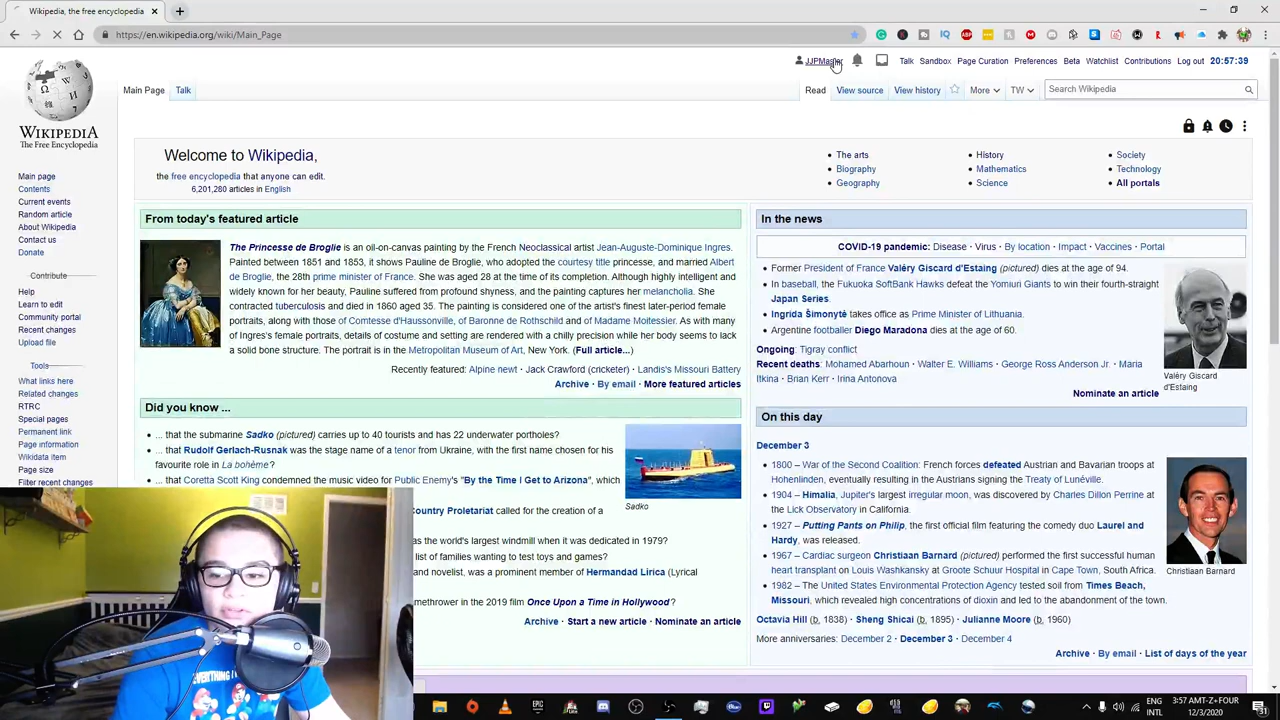 Wikipedia, the free encyclopedia
https://en.wikipedia.org/wiki/Main_Page
JJPMaster Talk Sandbox Page Curation Preferences Beta Watchlist Contributions Log out 20:57:39
Main Page Talk Read View source View history More TW Search Wikipedia
WIKIPEDIA
The Free Encyclopedia
Main page
Contents
Current events
Random article
About Wikipedia
Contact us
Donate
Contribute
Help
Learn to edit
Community portal
Recent changes
Upload file
Tools
What links here
Related changes
RTRC
Special pages
Permanent link
Page information
Wikidata item
Page size
Filter recent changes
Welcome to Wikipedia,
the free encyclopedia that anyone can edit.
6,201,280 articles in English
The arts
Biography
Geography
History
Mathematics
Science
Society
Technology
All portals
From today's featured article
The Princesse de Broglie is an oil-on-canvas painting by the French Neoclassical artist Jean-Auguste-Dominique Ingres.
Painted between 1851 and 1853, it shows Pauline de Broglie, who adopted the courtesy title princesse, and married Albert
de Broglie, the 28th prime minister of France. She was aged 28 at the time of its completion. Although highly intelligent and
widely known for her beauty, Pauline suffered from profound shyness, and the painting captures her melancholia. She
contracted tuberculosis and died in 1860 aged 35. The painting is considered one of the artist's finest later-period female
portraits, along with those of Comtesse d'Haussonville, of Baronne de Rothschild and of Madame Moitessier. As with many
of Ingres's female portraits, details of costume and setting are rendered with a chilly precision while her body seems to lack
a solid bone structure. The portrait is in the Metropolitan Museum of Art, New York. (Full article...)
Recently featured: Alpine newt · Jack Crawford (cricketer) · Landis's Missouri Battery
Archive · By email · More featured articles
Did you know ...
... that the submarine Sadko (pictured) carries up to 40 tourists and has 22 underwater portholes?
... that Rudolf Gerlach-Rusnak was the stage name of a tenor from Ukraine, with the first name chosen for his
favourite role in La bohème?
... that Coretta Scott King condemned the music video for Public Enemy's "By the Time I Get to Arizona", which
Country Proletariat called for the creation of a
as the world's largest windmill when it was dedicated in 1979?
list of families wanting to test toys and games?
and novelist, was a prominent member of Hermandad Lírica (Lyrical
methrower in the 2019 film Once Upon a Time in Hollywood?
Sadko
Archive · Start a new article · Nominate an article
In the news
COVID-19 pandemic: Disease · Virus · By location · Impact · Vaccines · Portal
Former President of France Valéry Giscard d'Estaing (pictured) dies at the age of 94.
In baseball, the Fukuoka SoftBank Hawks defeat the Yomiuri Giants to win their fourth-straight
Japan Series.
Ingrida Šimonytė takes office as Prime Minister of Lithuania.
Argentine footballer Diego Maradona dies at the age of 60.
Ongoing: Tigray conflict
Recent deaths: Mohamed Abarhoun · Walter E. Williams · George Ross Anderson Jr. · Maria
Itkina · Brian Kerr · Irina Antonova
Valéry Giscard
d'Estaing
Nominate an article
On this day
December 3
1800 – War of the Second Coalition: French forces defeated Austrian and Bavarian troops at
Hohenlinden, eventually resulting in the Austrians signing the Treaty of Lunéville.
1904 – Himalia, Jupiter's largest irregular moon, was discovered by Charles Dillon Perrine at
the Lick Observatory in California.
1927 – Putting Pants on Philip, the first official film featuring the comedy duo Laurel and
Hardy, was released.
1967 – Cardiac surgeon Christiaan Barnard (pictured) performed the first successful human
heart transplant on Louis Washkansky at Groote Schuur Hospital in Cape Town, South Africa.
1982 – The United States Environmental Protection Agency tested soil from Times Beach,
Missouri, which revealed high concentrations of dioxin and led to the abandonment of the town.
Christiaan Barnard
Octavia Hill (b. 1838) · Sheng Shicai (b. 1895) · Julianne Moore (b. 1960)
More anniversaries: December 2 · December 3 · December 4
Archive · By email · List of days of the year
ENG
INTL
3:57 AMT-Z+FOUR
12/3/2020